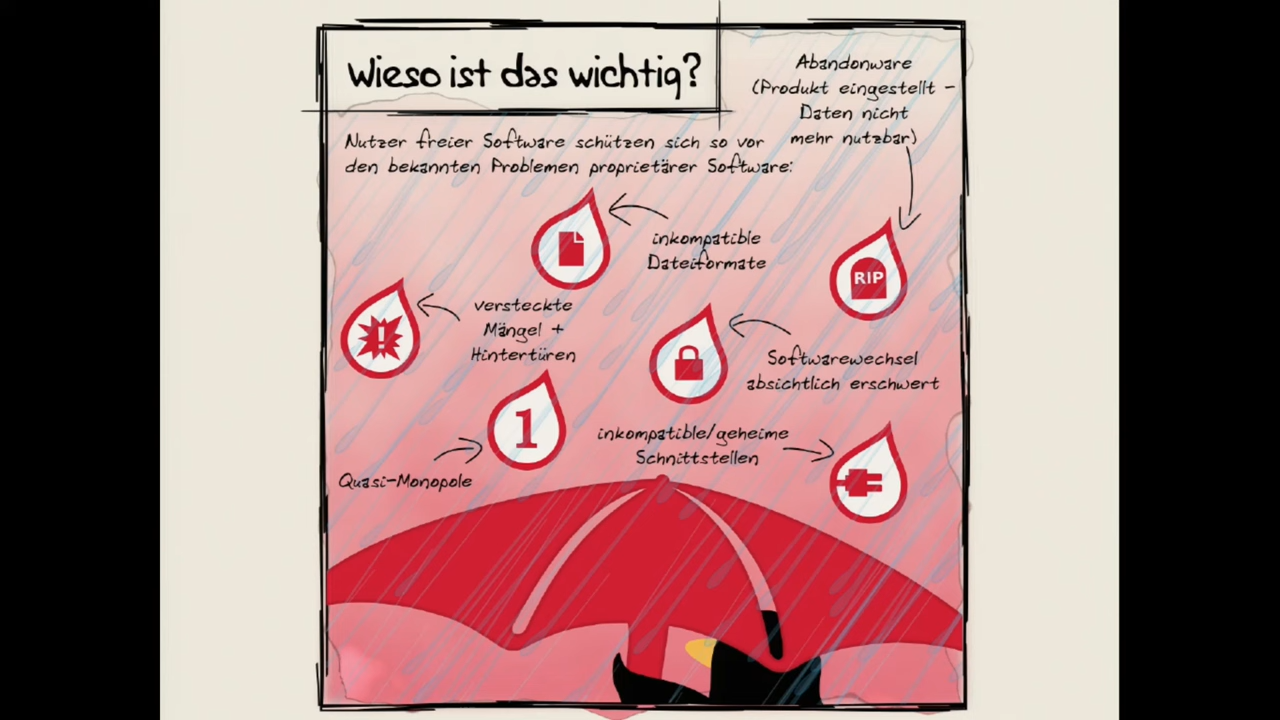 Wieso ist das wichtig?
Nutzer freier Software schützen sich so vor
den bekannten Problemen proprietärer Software:
Abandonware
(Produkt eingestellt –
Daten nicht
mehr nutzbar)
inkompatible
Dateiformate
RIP
versteckte
Mängel +
Hintertüren
!
Softwarewechsel
absichtlich erschwert
1
inkompatible/geheime
Schnittstellen
Quasi-Monopole